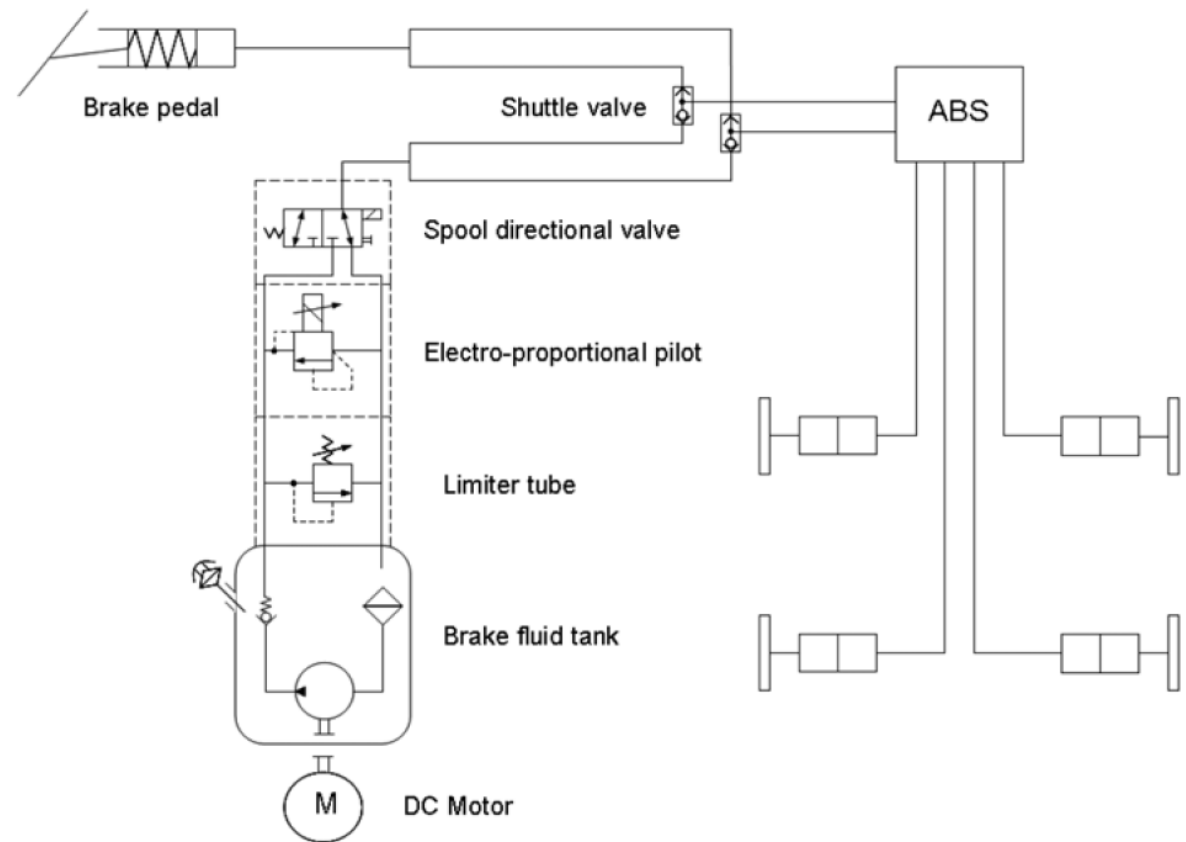 Brake pedal
Shuttle valve
ABS
Spool directional valve
Electro-proportional pilot
Limiter tube
Brake fluid tank
M
DC Motor